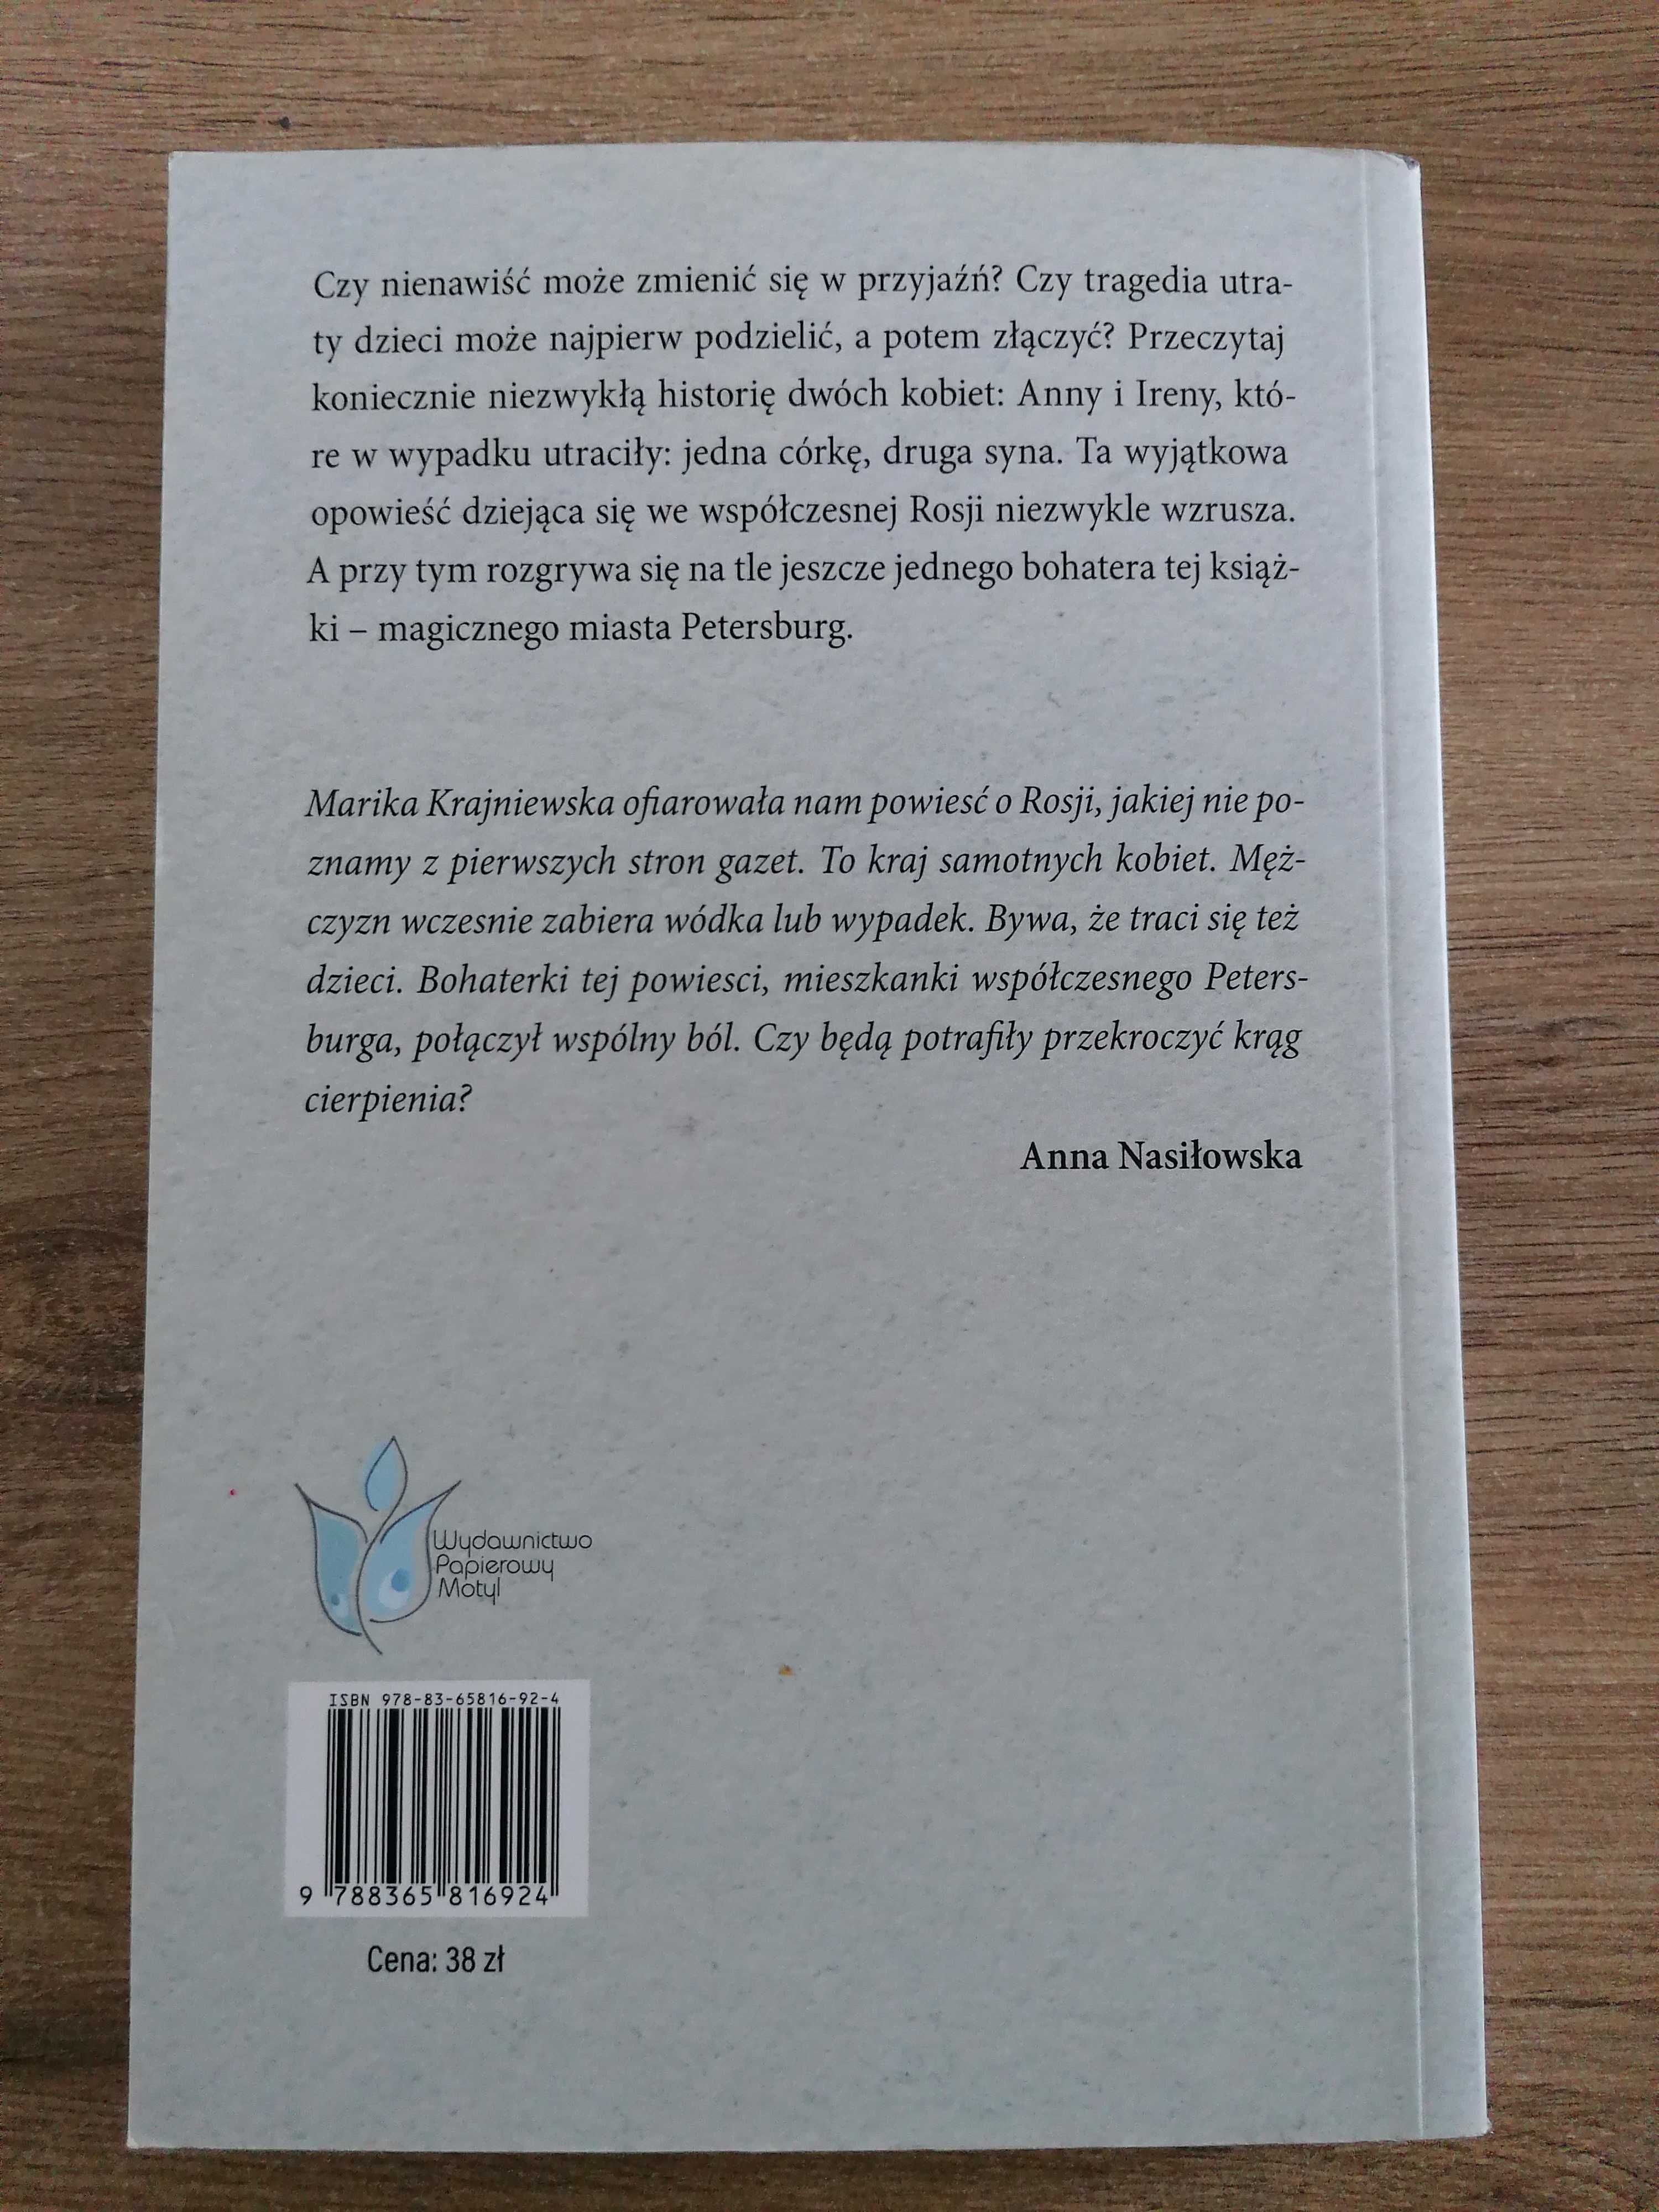 Czy nienawiść może zmienić się w przyjaźń? Czy tragedia utra-
ty dzieci może najpierw podzielić, a potem złączyć? Przeczytaj
koniecznie niezwykłą historię dwóch kobiet: Anny i Ireny, któ-
re w wypadku utraciły: jedna córkę, druga syna. Ta wyjątkowa
opowieść dziejąca się we współczesnej Rosji niezwykle wzrusza.
A przy tym rozgrywa się na tle jeszcze jednego bohatera tej książ-
ki – magicznego miasta Petersburg.
Marika Krajniewska ofiarowała nam powiesć o Rosji, jakiej nie po-
znamy z pierwszych stron gazet. To kraj samotnych kobiet. Męż-
czyzn wczesnie zabiera wódka lub wypadek. Bywa, że traci się też
dzieci. Bohaterki tej powiesci, mieszkanki współczesnego Peters-
burga, połączył wspólny ból. Czy będą potrafiły przekroczyć krąg
cierpienia?
Anna Nasiłowska
Wydawnictwo
Papierowy
Motyl
ISBN 978-83-65816-92-4
9 788365 816924
Cena: 38 zł